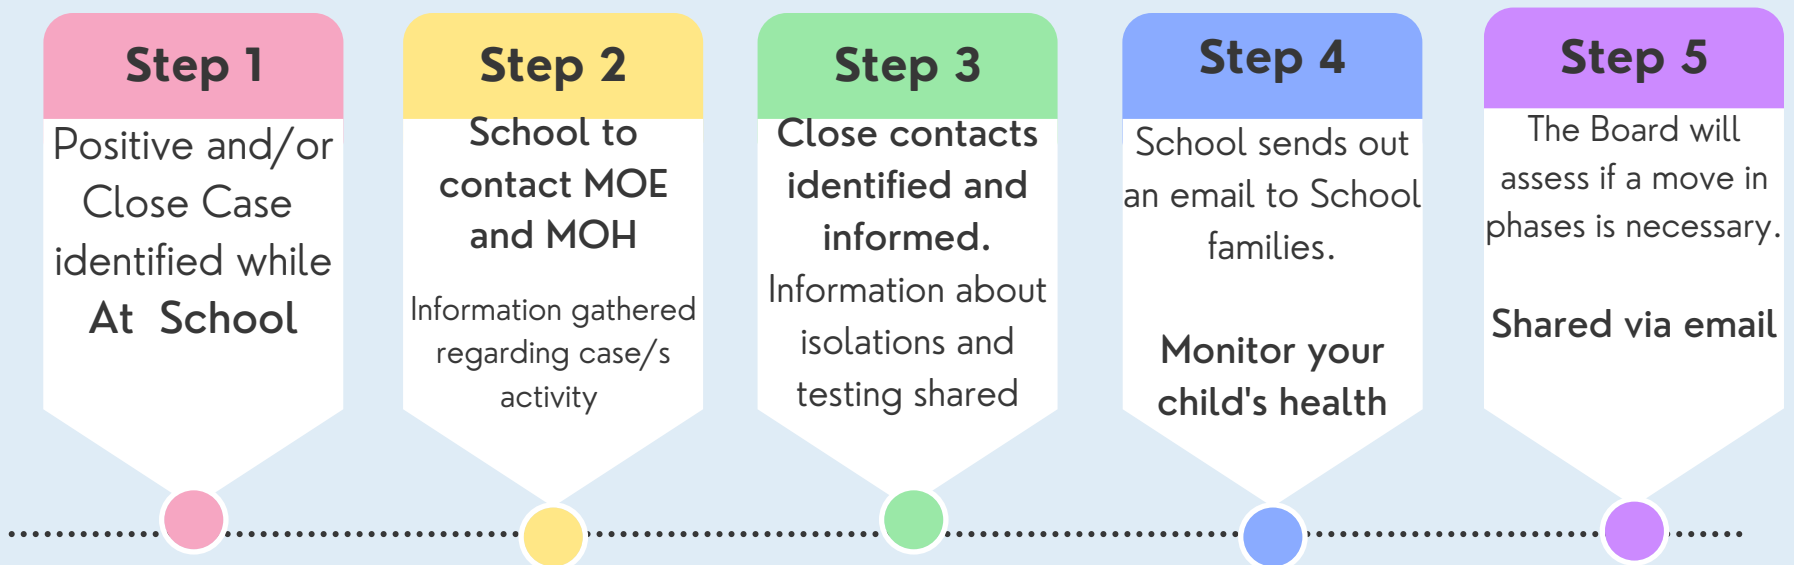 Step 1
Positive and/or
Close Case
identified while
At School
Step 2
School to
contact MOE
and MOH
Information gathered
regarding case/s
activity
Step 3
Close contacts
identified and
informed.
Information about
isolations and
testing shared
Step 4
School sends out
an email to School
families.
Monitor your
child's health
Step 5
The Board will
assess if a move in
phases is necessary.
Shared via email